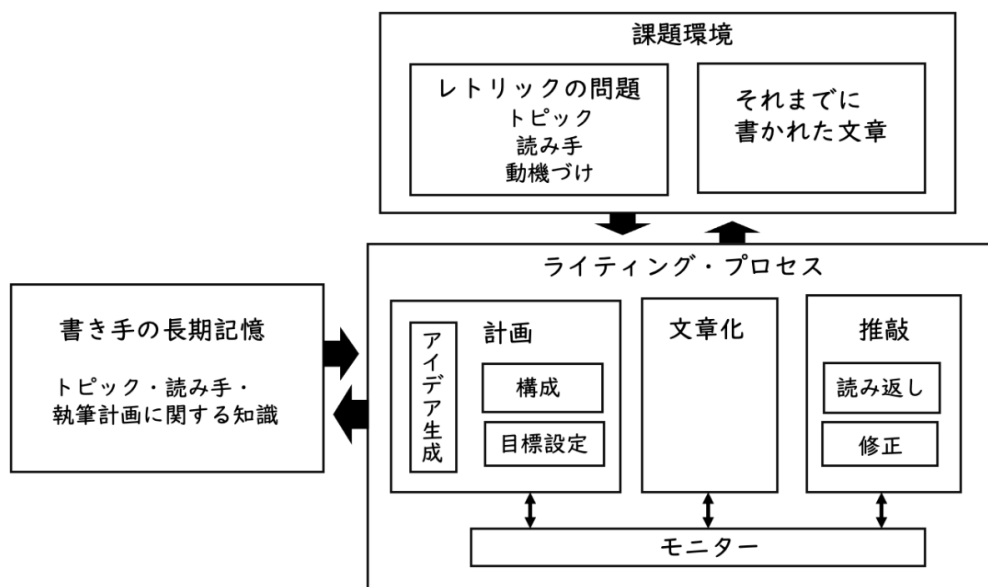 課題環境
レトリックの問題
トピック
読み手
動機づけ
それまでに
書かれた文章
ライティング・プロセス
書き手の長期記憶
トピック・読み手・
執筆計画に関する知識
計画
アイデア生成
構成
目標設定
文章化
推敲
読み返し
修正
モニター